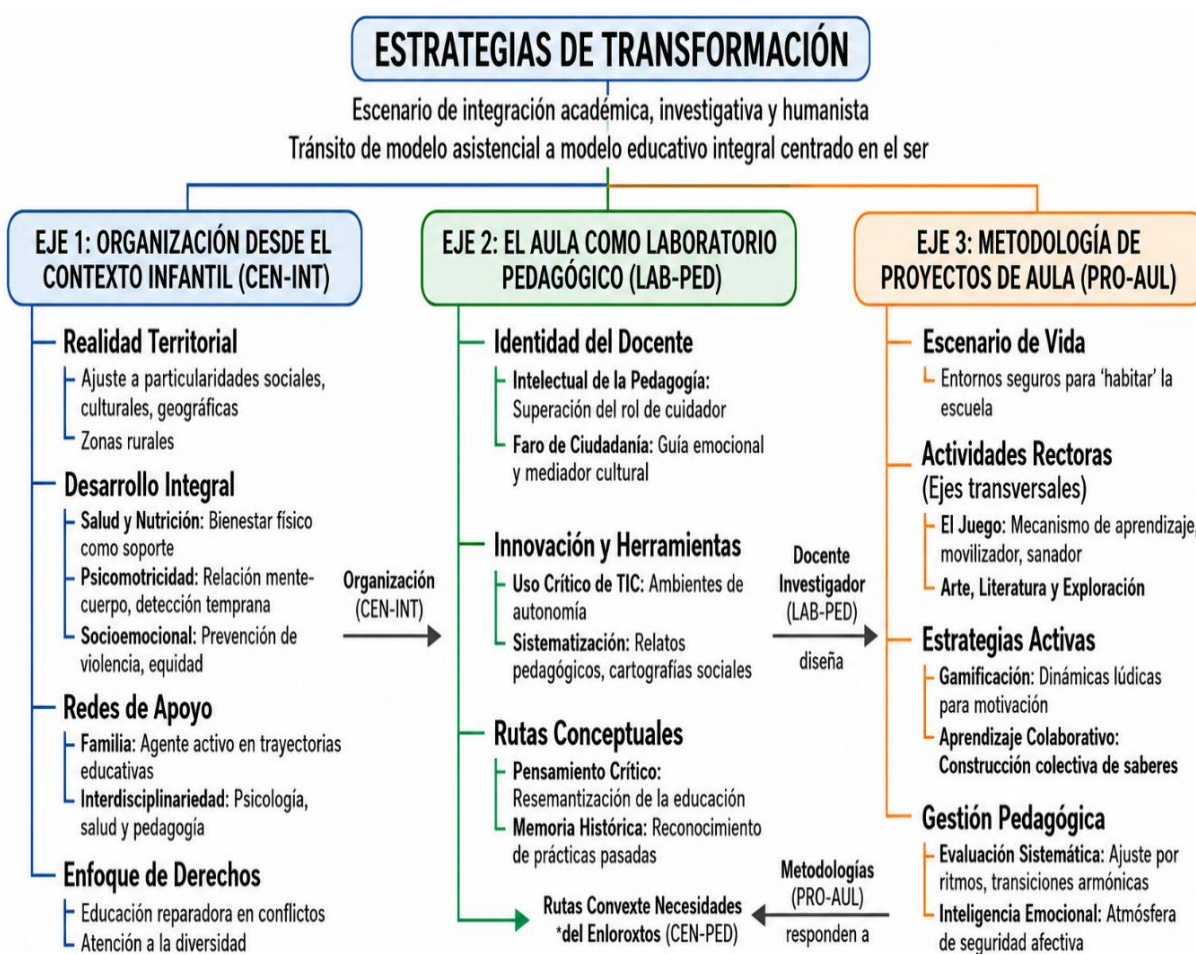 ESTRATEGIAS DE TRANSFORMACIÓN
Escenario de integración académica, investigativa y humanista
Tránsito de modelo asistencial a modelo educativo integral centrado en el ser
EJE 1: ORGANIZACIÓN DESDE EL
CONTEXTO INFANTIL (CEN-INT)
Realidad Territorial
Ajuste a particularidades sociales,
culturales, geográficas
Zonas rurales
Desarrollo Integral
Salud y Nutrición: Bienestar físico
como soporte
Psicomotricidad: Relación mente-
cuerpo, detección temprana
Socioemocional: Prevención de
violencia, equidad
Redes de Apoyo
Familia: Agente activo en trayectorias
educativas
Interdisciplinariedad: Psicología,
salud y pedagogía
Enfoque de Derechos
Educación reparadora en conflictos
Atención a la diversidad
Organización
(CEN-INT)
EJE 2: EL AULA COMO LABORATORIO
PEDAGÓGICO (LAB-PED)
Identidad del Docente
Intelectual de la Pedagogía:
Superación del rol de cuidador
Faro de Ciudadanía: Guía emocional
y mediador cultural
Innovación y Herramientas
Uso Crítico de TIC: Ambientes de
autonomía
Sistematización: Relatos
pedagógicos, cartografías sociales
Rutas Conceptuales
Pensamiento Crítico:
Resemantización de la educación
Memoria Histórica: Reconocimiento
de prácticas pasadas
Rutas Convexte Necesidades
*del Enloroxtos (CEN-PED)
Docente
Investigador
(LAB-PED)
diseña
Metodologías
(PRO-AUL)
responden a
EJE 3: METODOLOGÍA DE
PROYECTOS DE AULA (PRO-AUL)
Escenario de Vida
Entornos seguros para ‘habitar’ la
escuela
Actividades Rectoras
(Ejes transversales)
El Juego: Mecanismo de aprendizaje,
movilizador, sanador
Arte, Literatura y Exploración
Estrategias Activas
Gamificación: Dinámicas lúdicas
para motivación
Aprendizaje Colaborativo:
Construcción colectiva de saberes
Gestión Pedagógica
Evaluación Sistemática: Ajuste por
ritmos, transiciones armónicas
Inteligencia Emocional: Atmósfera
de seguridad afectiva